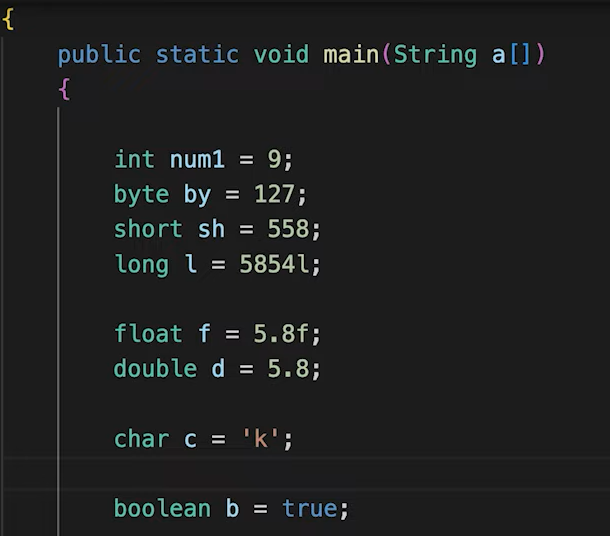 {
public static void main(String a[])
{
int num1 = 9;
byte by = 127;
short sh = 558;
long l = 5854l;
float f = 5.8f;
double d = 5.8;
char c = 'k';
boolean b = true;